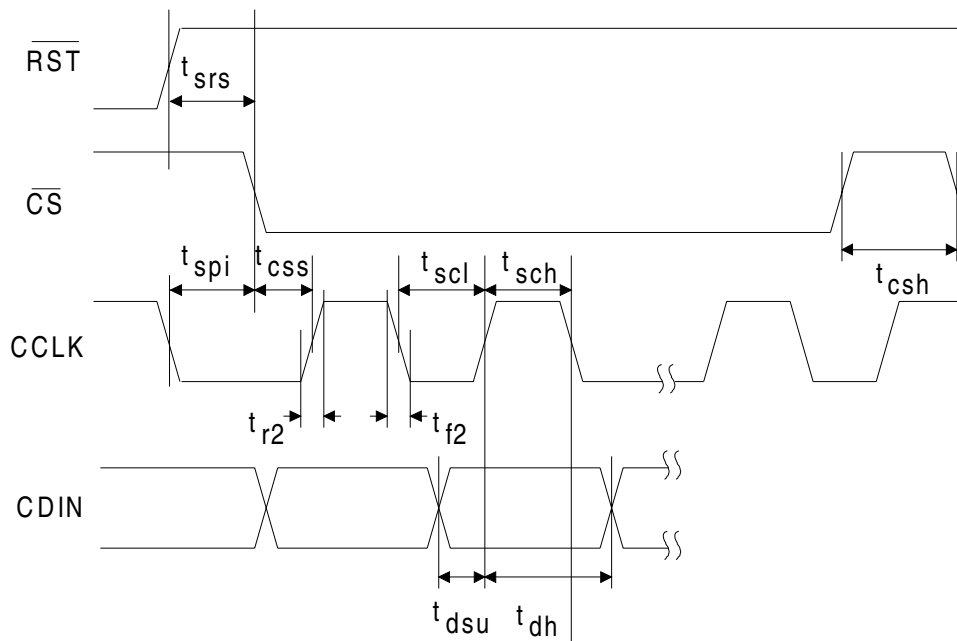 RST
t srs
CS
t spi t css t scl t sch t csh
CCLK
t r2 t f2
CDIN
t dsu t dh